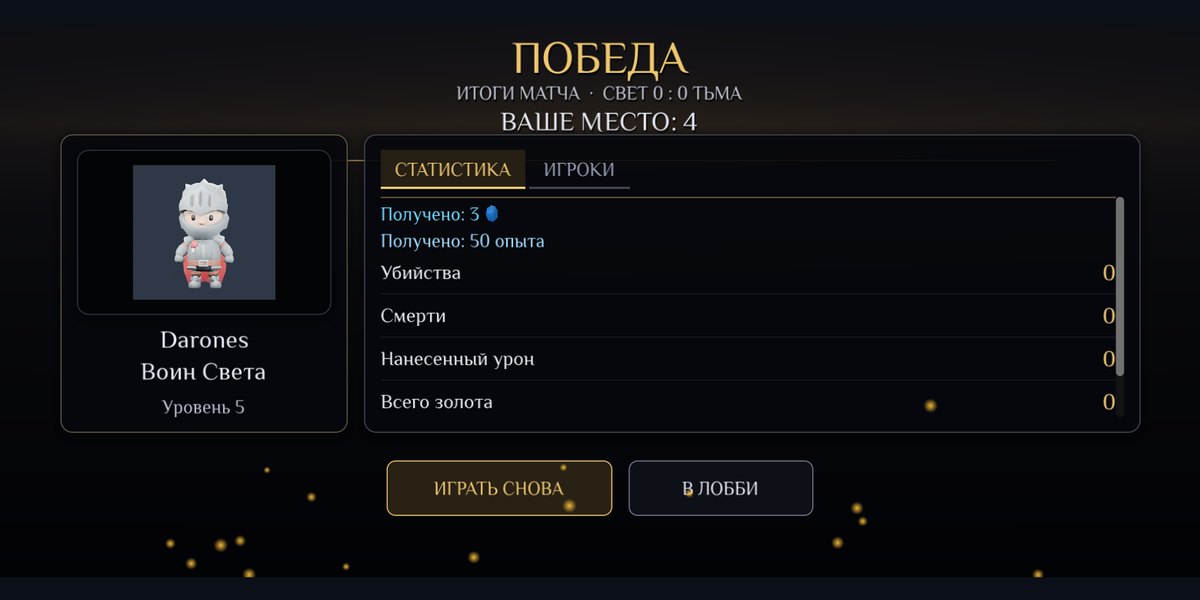 ПОБЕДА
ИТОГИ МАТЧА · СВЕТ 0 : 0 ТЬМА
ВАШЕ МЕСТО: 4
Darones
Воин Света
Уровень 5
СТАТИСТИКА ИГРОКИ
Получено: 3
Получено: 50 опыта
Убийства 0
Смерти 0
Нанесенный урон 0
Всего золота 0
ИГРАТЬ СНОВА В ЛОББИ